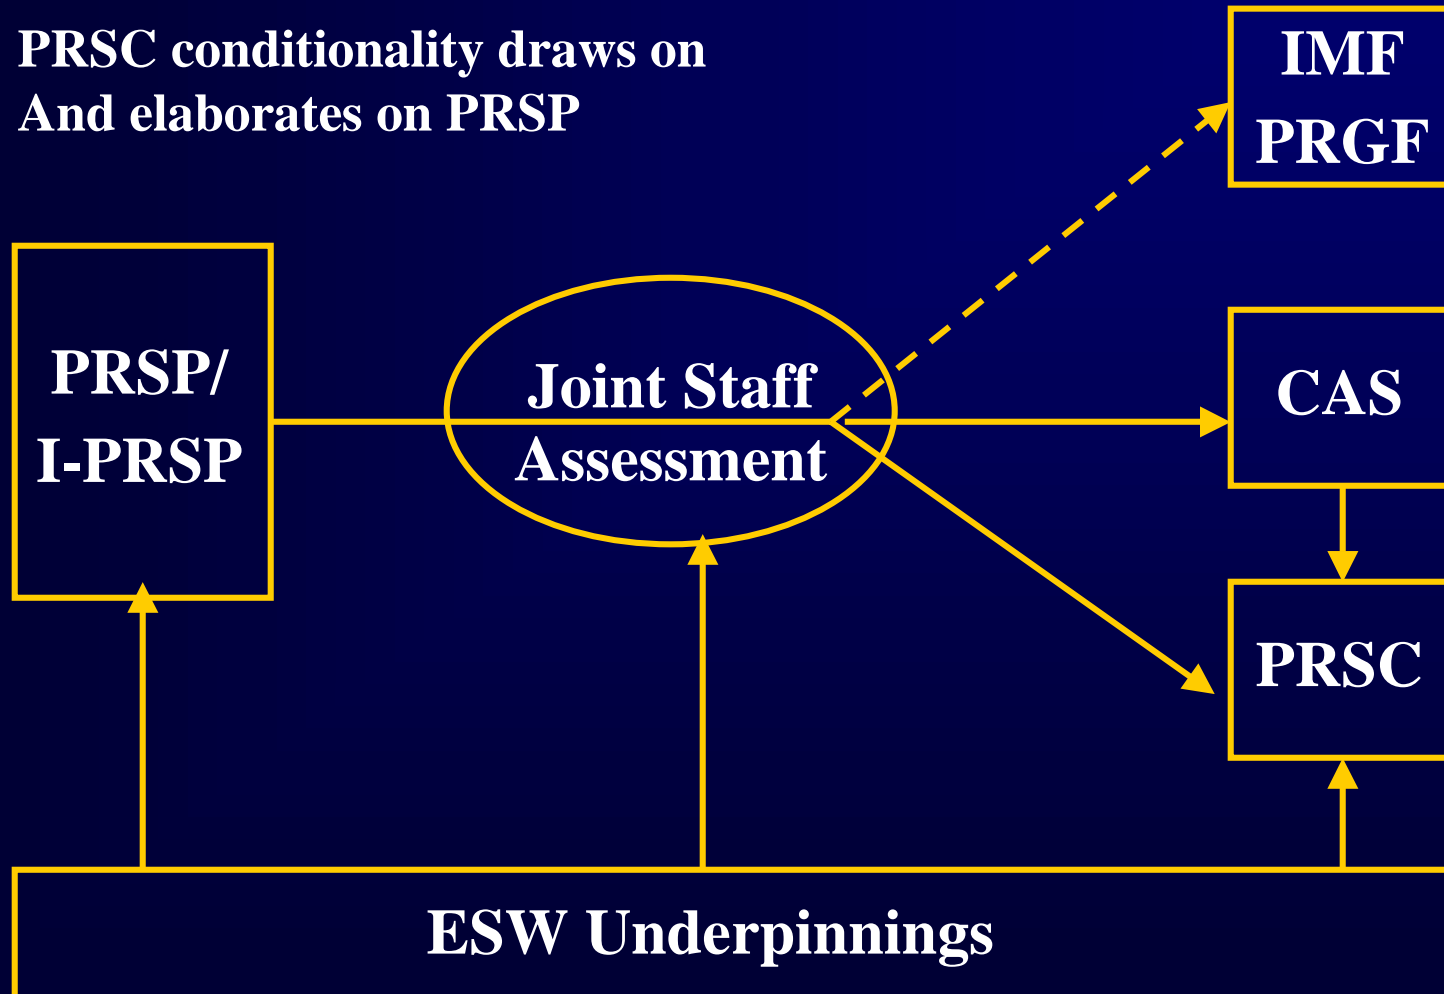 PRSC conditionality draws on
And elaborates on PRSP
IMF
PRGF
PRSP/
I-PRSP
Joint Staff
Assessment
CAS
PRSC
ESW Underpinnings